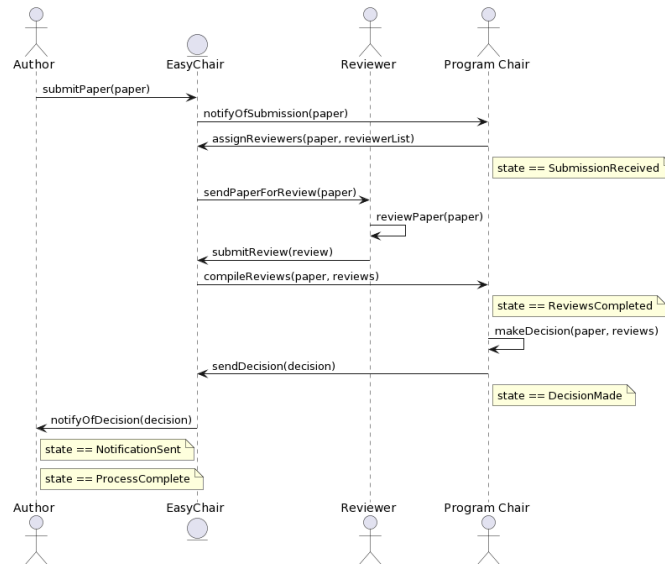 Author
EasyChair
Reviewer
Program Chair
submitPaper(paper)
notifyOfSubmission(paper)
assignReviewers(paper, reviewerList)
state == SubmissionReceived
sendPaperForReview(paper)
reviewPaper(paper)
submitReview(review)
compileReviews(paper, reviews)
state == ReviewsCompleted
makeDecision(paper, reviews)
sendDecision(decision)
state == DecisionMade
notifyOfDecision(decision)
state == NotificationSent
state == ProcessComplete
Author
EasyChair
Reviewer
Program Chair